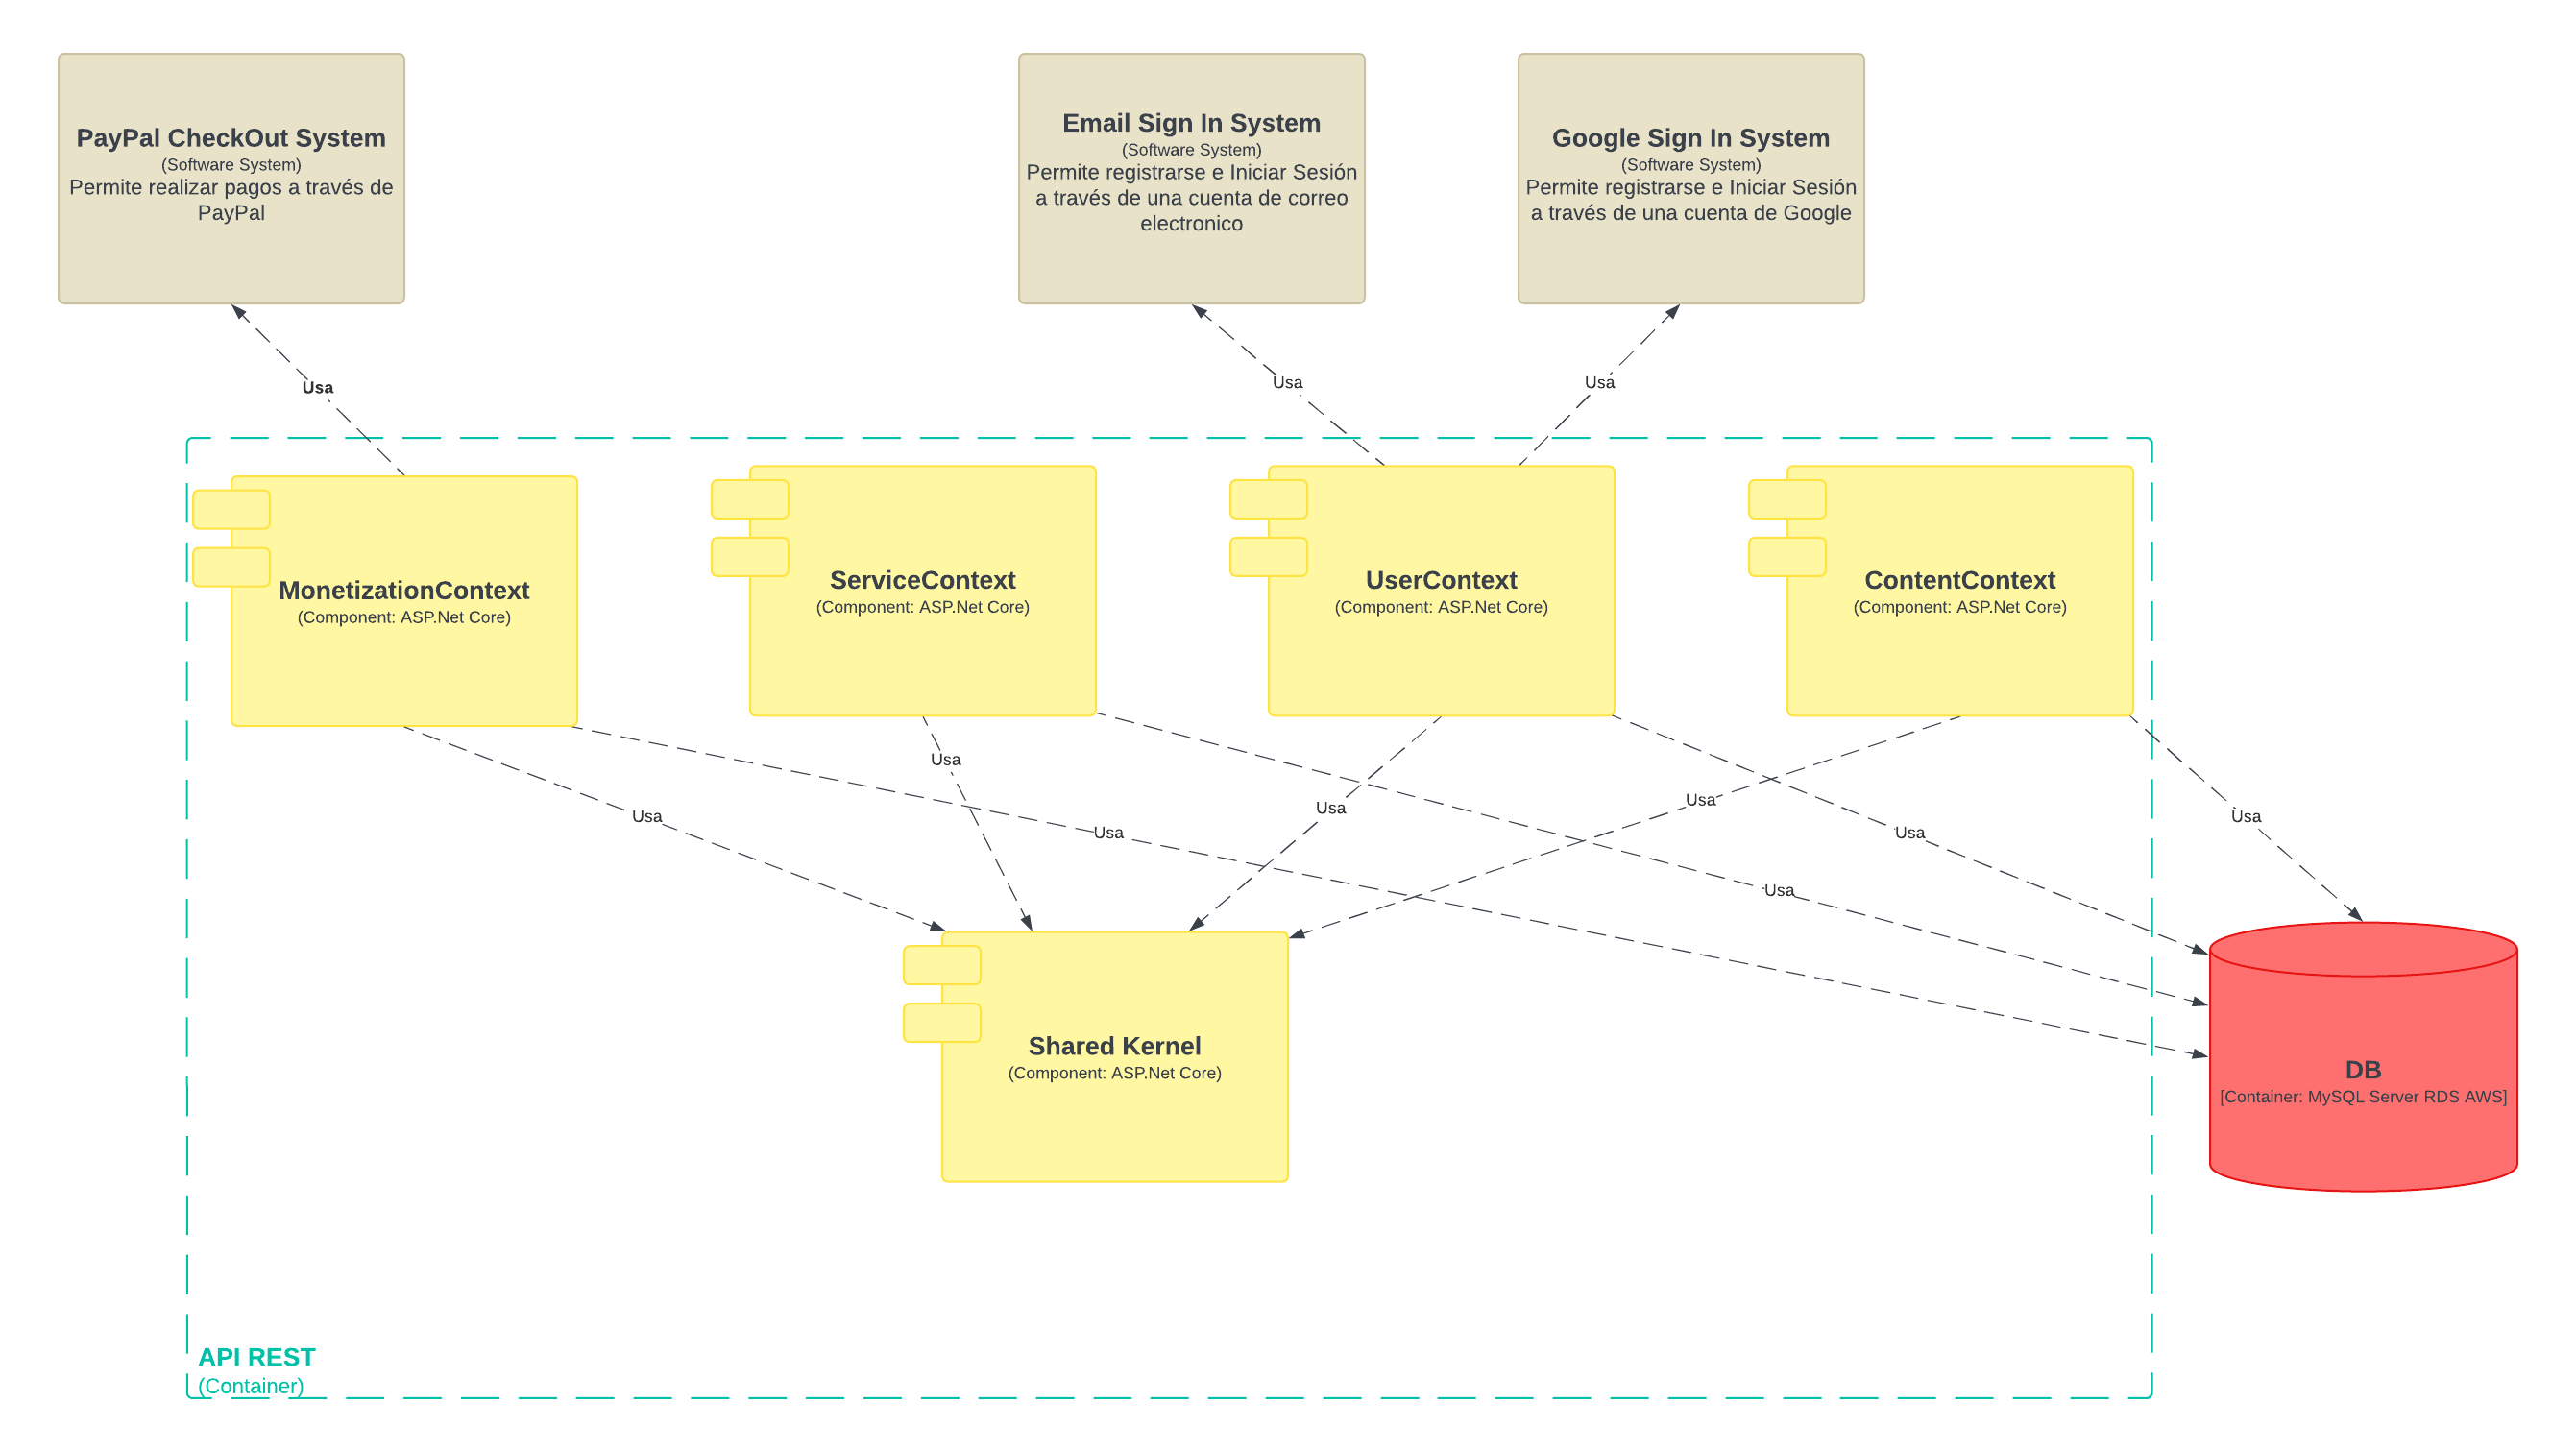 PayPal CheckOut System
(Software System)
Permite realizar pagos a través de
PayPal
Email Sign In System
(Software System)
Permite registrarse e Iniciar Sesión
a través de una cuenta de correo
electronico
Google Sign In System
(Software System)
Permite registrarse e Iniciar Sesión
a través de una cuenta de Google
Usa
Usa
Usa
MonetizationContext
(Component: ASP.Net Core)
ServiceContext
(Component: ASP.Net Core)
UserContext
(Component: ASP.Net Core)
ContentContext
(Component: ASP.Net Core)
Usa
Usa
Usa
Usa
Usa
Usa
Usa
Usa
Shared Kernel
(Component: ASP.Net Core)
DB
[Container: MySQL Server RDS AWS]
API REST
(Container)